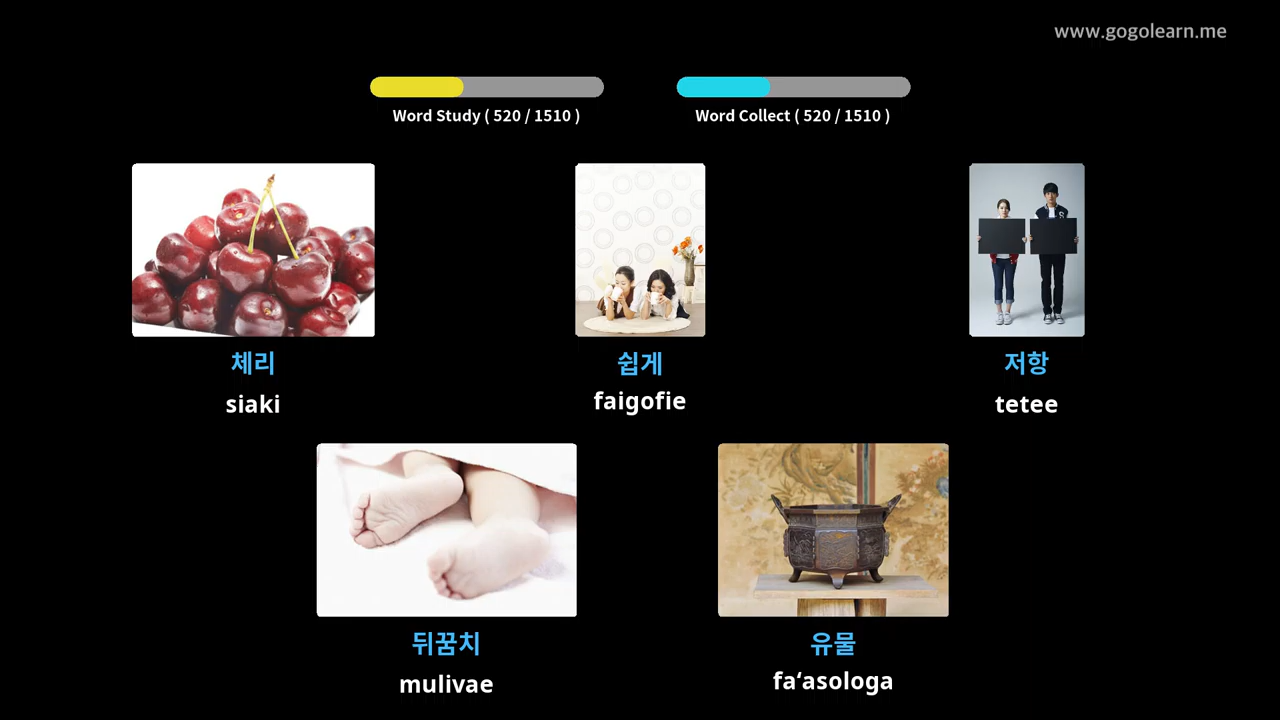 www.gogolearn.me
Word Study ( 520 / 1510 )
Word Collect ( 520 / 1510 )
체리
siaki
쉽게
faigofie
저항
tetee
뒤꿈치
mulivae
유물
fa‘asologa